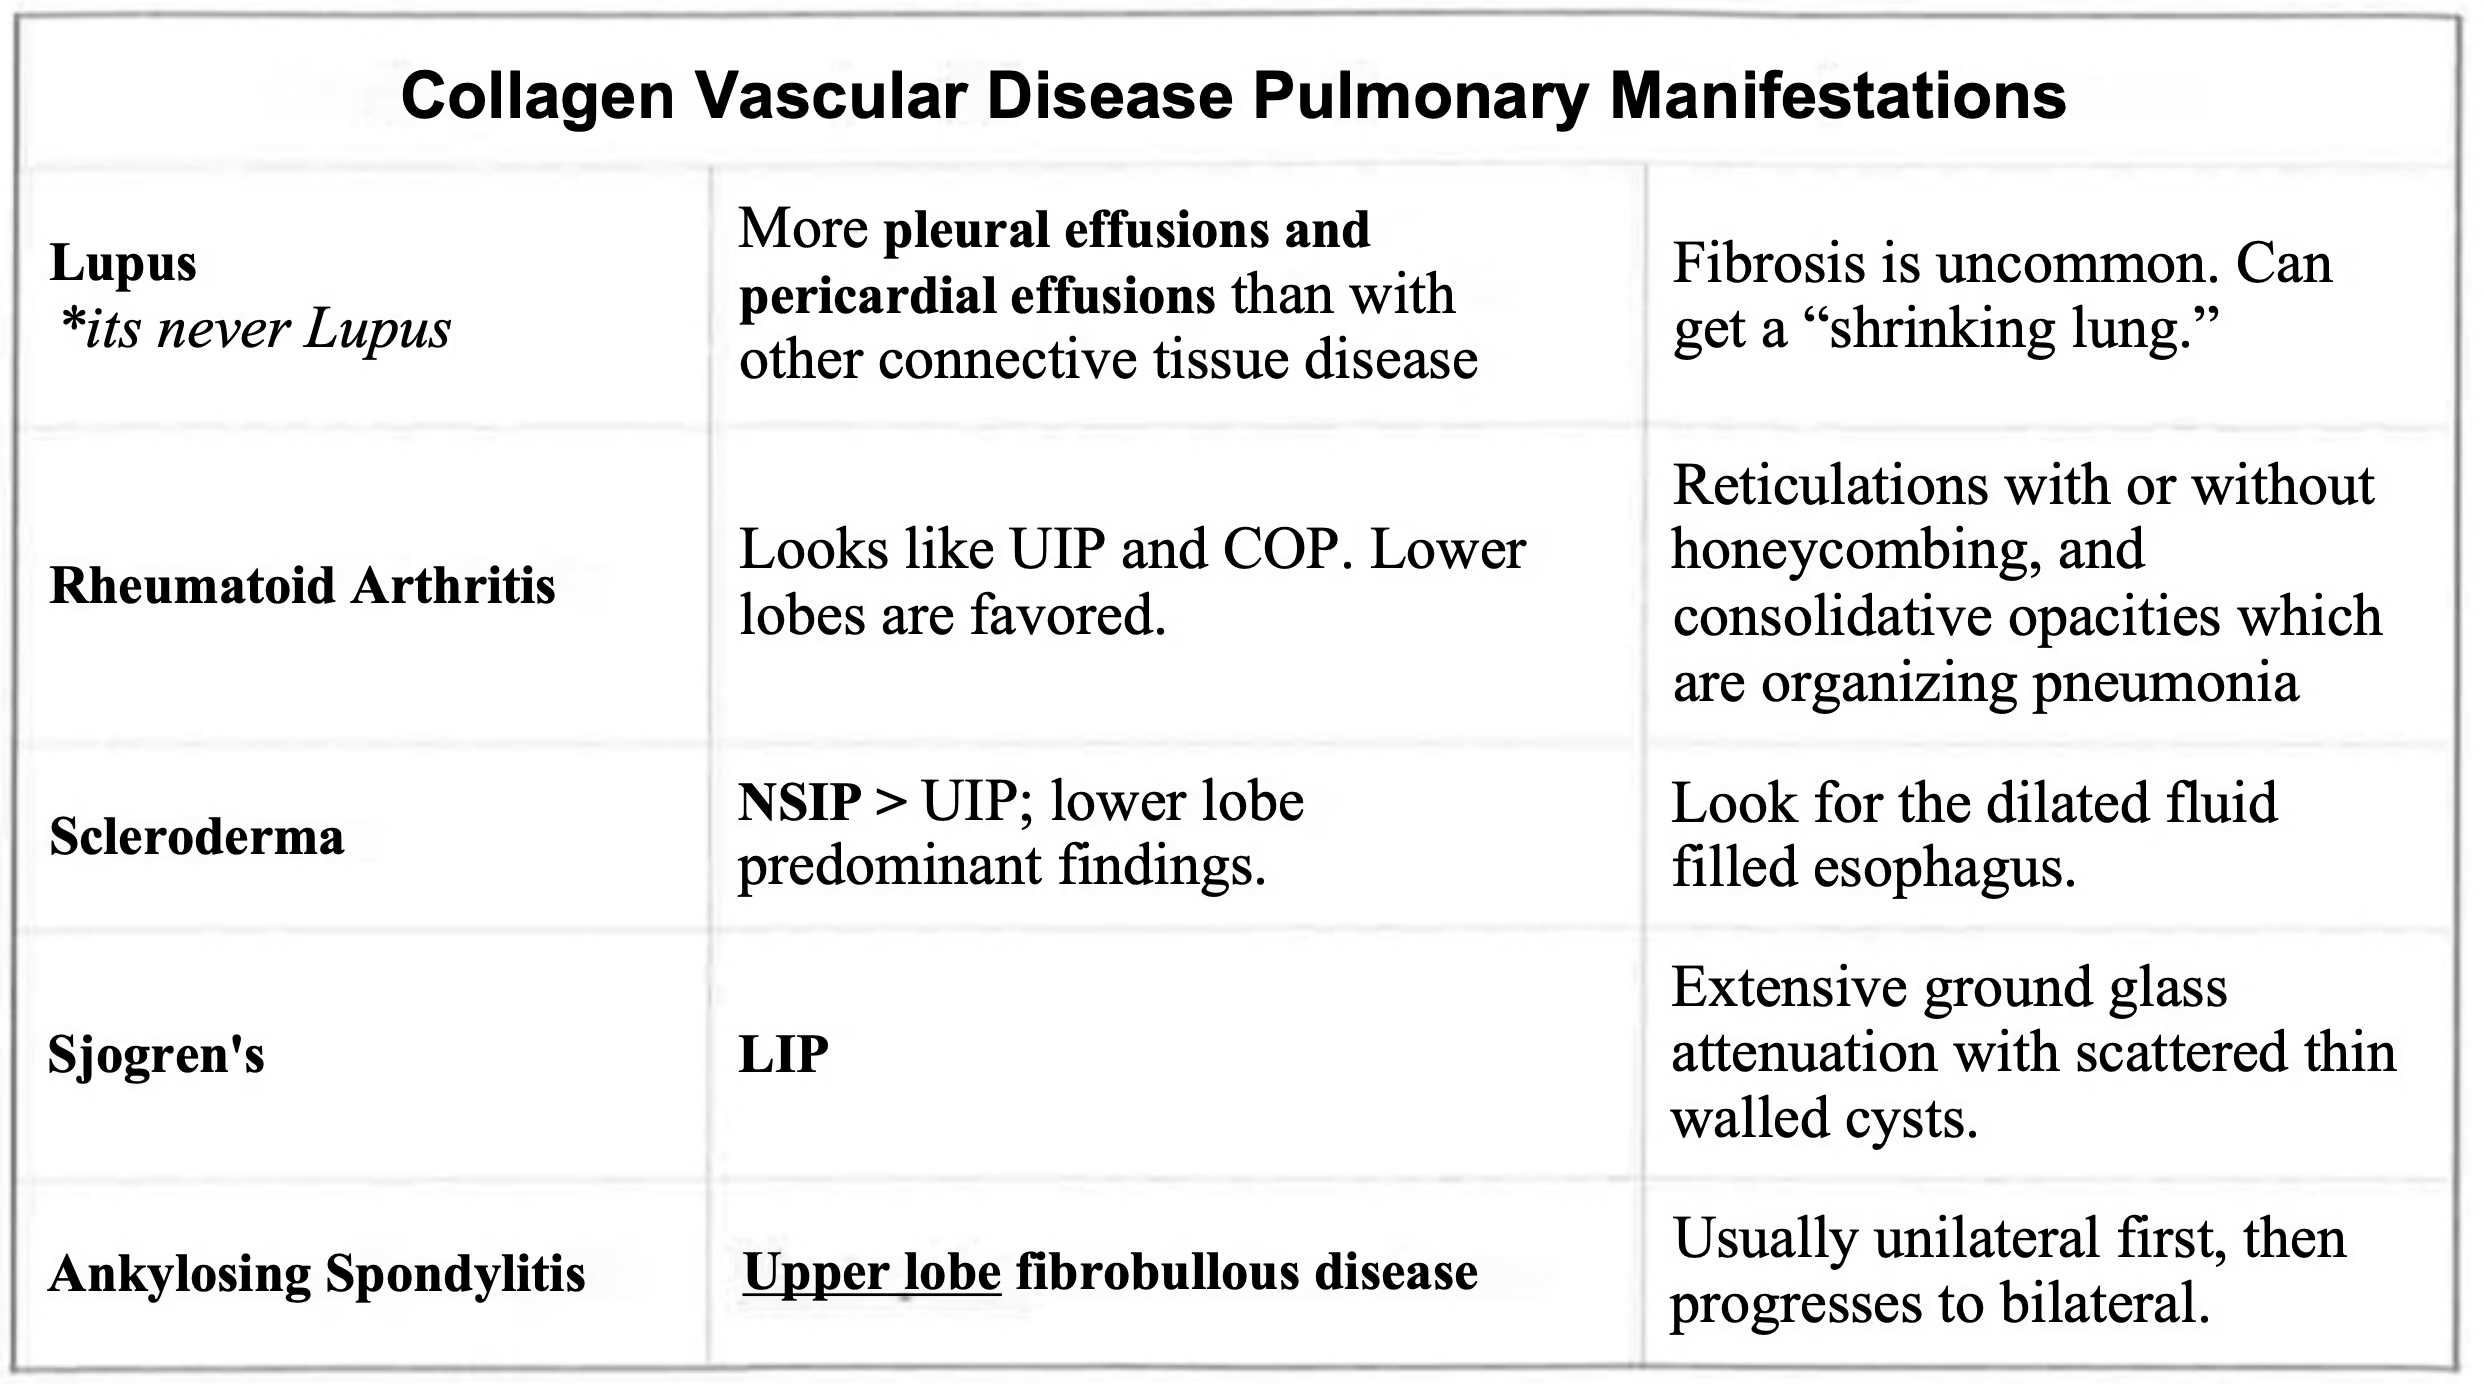 Collagen Vascular Disease Pulmonary Manifestations
Lupus
*its never Lupus
More pleural effusions and
pericardial effusions than with
other connective tissue disease
Fibrosis is uncommon. Can
get a “shrinking lung.”
Rheumatoid Arthritis
Looks like UIP and COP. Lower
lobes are favored.
Reticulations with or without
honeycombing, and
consolidative opacities which
are organizing pneumonia
Scleroderma
NSIP > UIP; lower lobe
predominant findings.
Look for the dilated fluid
filled esophagus.
Sjogren's
LIP
Extensive ground glass
attenuation with scattered thin
walled cysts.
Ankylosing Spondylitis
Upper lobe fibrobullous disease
Usually unilateral first, then
progresses to bilateral.